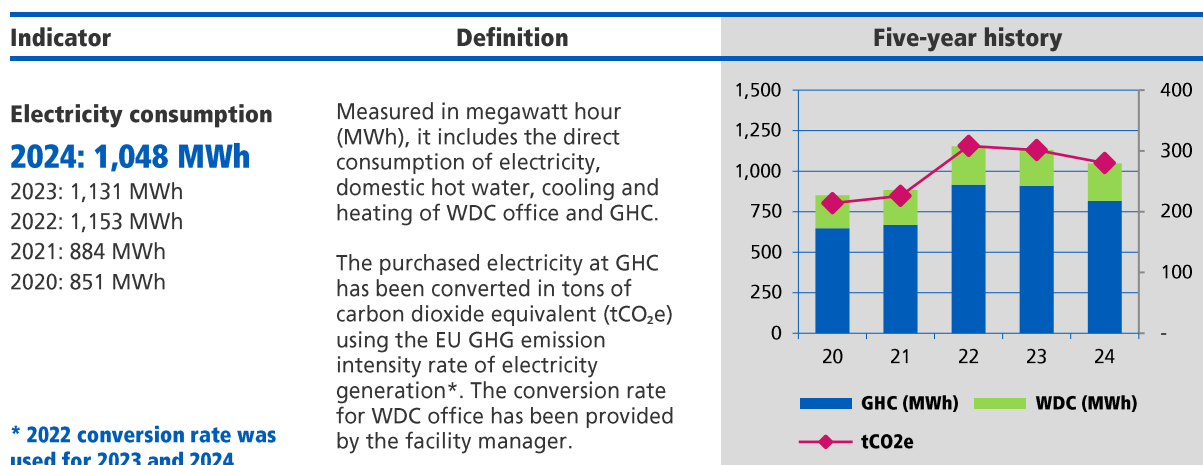 Indicator
Definition
Five-year history
Electricity consumption
2024: 1,048 MWh
2023: 1,131 MWh
2022: 1,153 MWh
2021: 884 MWh
2020: 851 MWh
* 2022 conversion rate was
used for 2023 and 2024
Measured in megawatt hour
(MWh), it includes the direct
consumption of electricity,
domestic hot water, cooling and
heating of WDC office and GHC.
The purchased electricity at GHC
has been converted in tons of
carbon dioxide equivalent (tCO₂e)
using the EU GHG emission
intensity rate of electricity
generation*. The conversion rate
for WDC office has been provided
by the facility manager.
1,500
1,250
1,000
750
500
250
0
400
300
200
100
-
20 21 22 23 24
GHC (MWh) WDC (MWh)
tCO2e